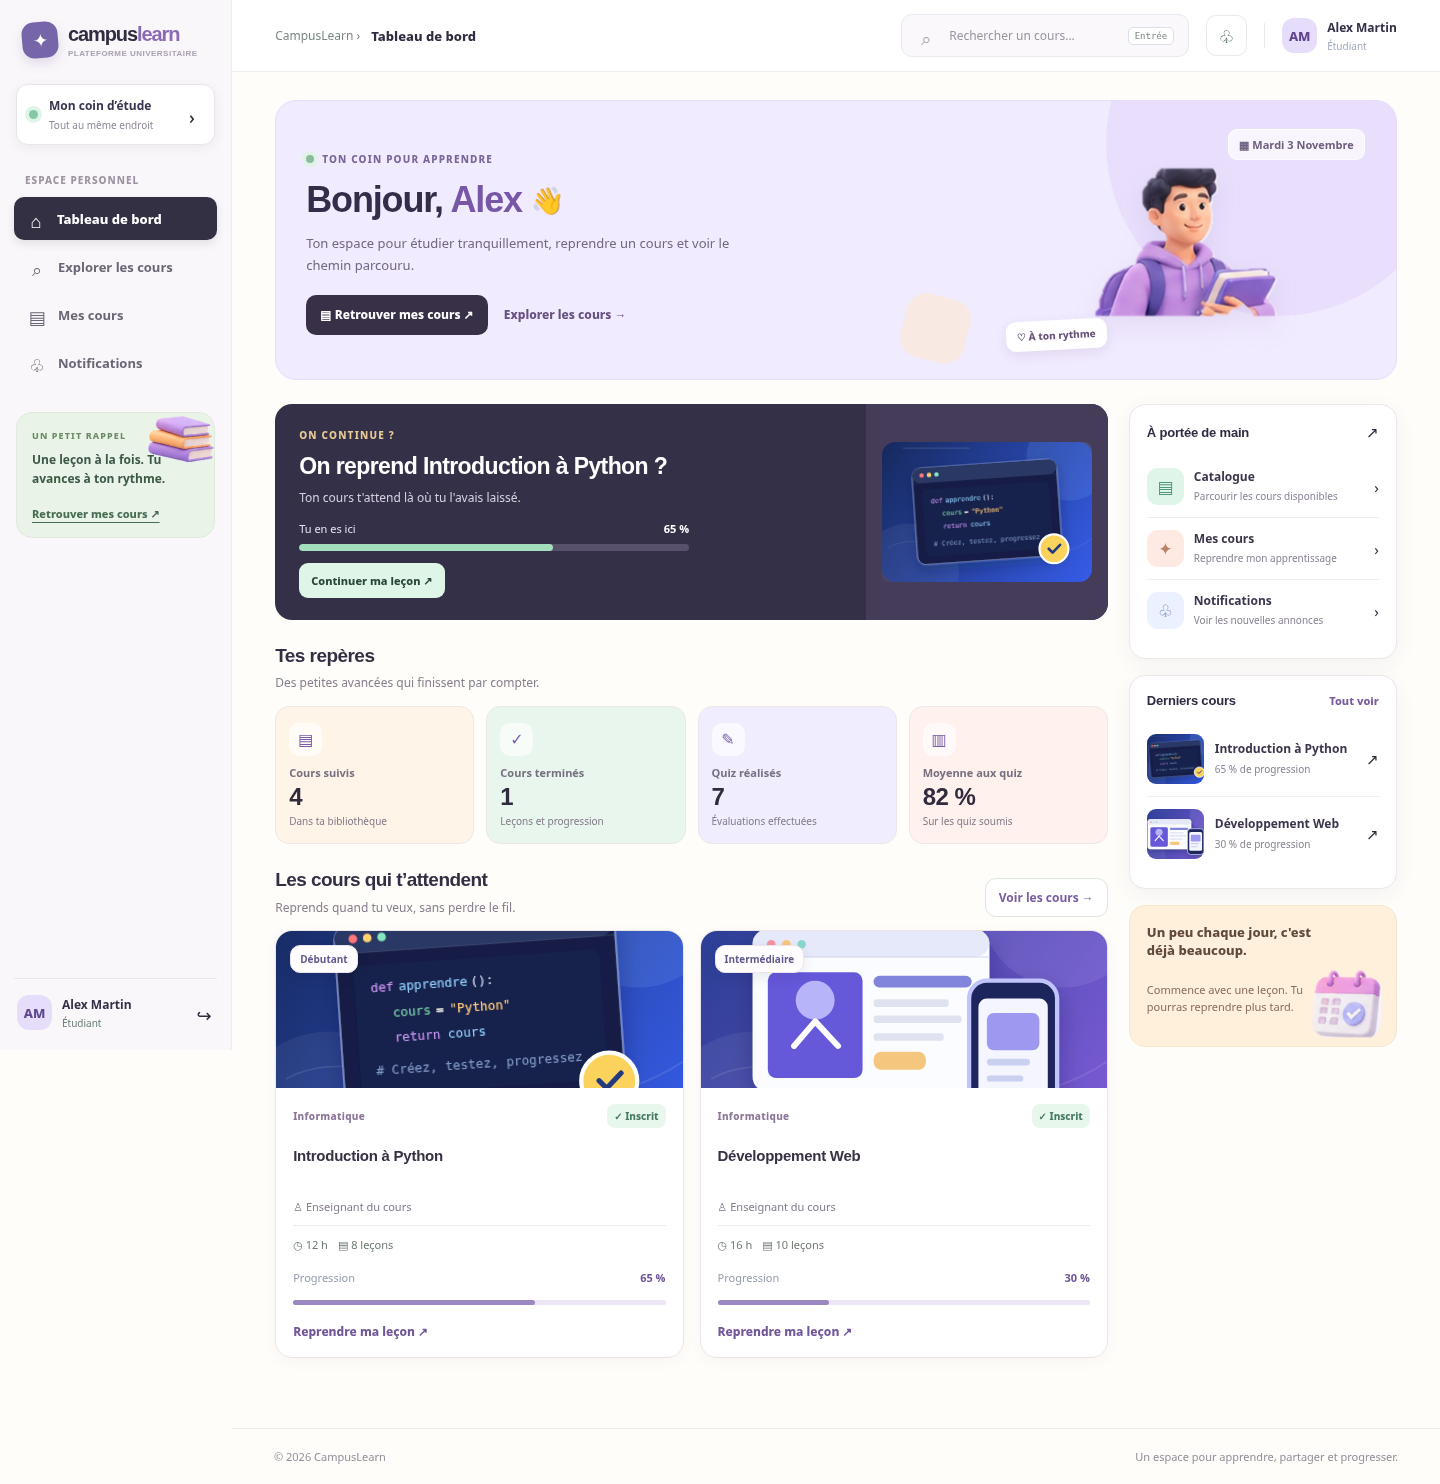 campuslearn
PLATEFORME UNIVERSITAIRE
Mon coin d’étude
Tout au même endroit
ESPACE PERSONNEL
Tableau de bord
Explorer les cours
Mes cours
Notifications
UN PETIT RAPPEL
Une leçon à la fois. Tu
avances à ton rythme.
Retrouver mes cours ↗
AM
Alex Martin
Étudiant
CampusLearn ›
Tableau de bord
Rechercher un cours...
Entrée
AM
Alex Martin
Étudiant
TON COIN POUR APPRENDRE
Bonjour, Alex 👋
Ton espace pour étudier tranquillement, reprendre un cours et voir le
chemin parcouru.
Retrouver mes cours ↗
Explorer les cours →
Mardi 3 Novembre
♡ À ton rythme
ON CONTINUE ?
On reprend Introduction à Python ?
Ton cours t'attend là où tu l'avais laissé.
Tu en es ici
65 %
Continuer ma leçon ↗
def apprendre():
cours = "Python"
return cours
# Créez, testez, progressez
Tes repères
Des petites avancées qui finissent par compter.
Cours suivis
4
Dans ta bibliothèque
Cours terminés
1
Leçons et progression
Quiz réalisés
7
Évaluations effectuées
Moyenne aux quiz
82 %
Sur les quiz soumis
Les cours qui t’attendent
Reprends quand tu veux, sans perdre le fil.
Voir les cours →
Débutant
def apprendre():
cours = "Python"
return cours
# Créez, testez, progressez
Informatique
✓ Inscrit
Introduction à Python
Enseignant du cours
12 h
8 leçons
Progression
65 %
Reprendre ma leçon ↗
Intermédiaire
Informatique
✓ Inscrit
Développement Web
Enseignant du cours
16 h
10 leçons
Progression
30 %
Reprendre ma leçon ↗
À portée de main ↗
Catalogue
Parcourir les cours disponibles
Mes cours
Reprendre mon apprentissage
Notifications
Voir les nouvelles annonces
Derniers cours
Tout voir
Introduction à Python
65 % de progression
Développement Web
30 % de progression
Un peu chaque jour, c'est
déjà beaucoup.
Commence avec une leçon. Tu
pourras reprendre plus tard.
© 2026 CampusLearn
Un espace pour apprendre, partager et progresser.